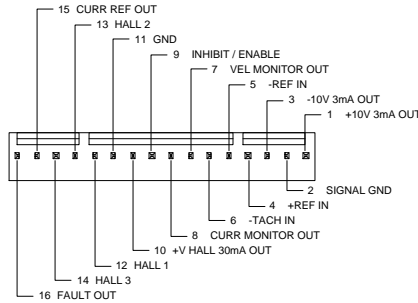 15 CURR REF OUT
13 HALL 2
11 GND
9 INHIBIT / ENABLE
7 VEL MONITOR OUT
5 -REF IN
3 -10V 3mA OUT
1 +10V 3mA OUT
2 SIGNAL GND
4 +REF IN
6 -TACH IN
8 CURR MONITOR OUT
10 +V HALL 30mA OUT
12 HALL 1
14 HALL 3
16 FAULT OUT